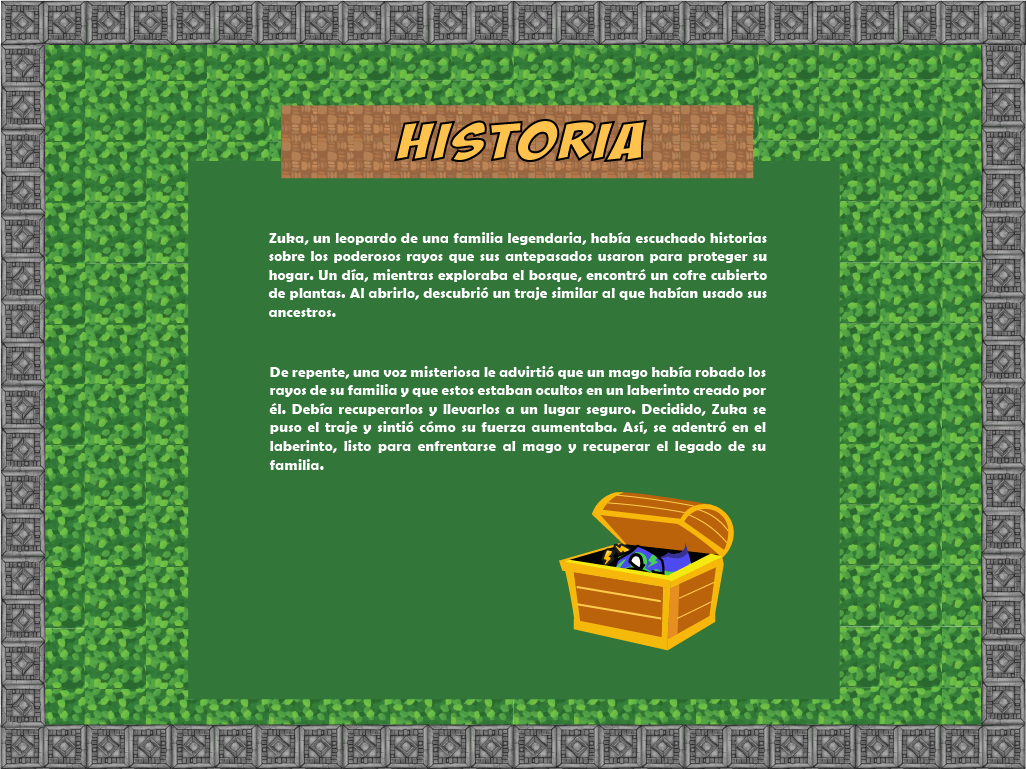 HISTORIA
Zuka, un leopardo de una familia legendaria, había escuchado historias
sobre los poderosos rayos que sus antepasados usaron para proteger su
hogar. Un día, mientras exploraba el bosque, encontró un cofre cubierto
de plantas. Al abrirlo, descubrió un traje similar al que habían usado sus
ancestros.
De repente, una voz misteriosa le advirtió que un mago había robado los
rayos de su familia y que estos estaban ocultos en un laberinto creado por
él. Debía recuperarlos y llevarlos a un lugar seguro. Decidido, Zuka se
puso el traje y sintió cómo su fuerza aumentaba. Así, se adentró en el
laberinto, listo para enfrentarse al mago y recuperar el legado de su
familia.